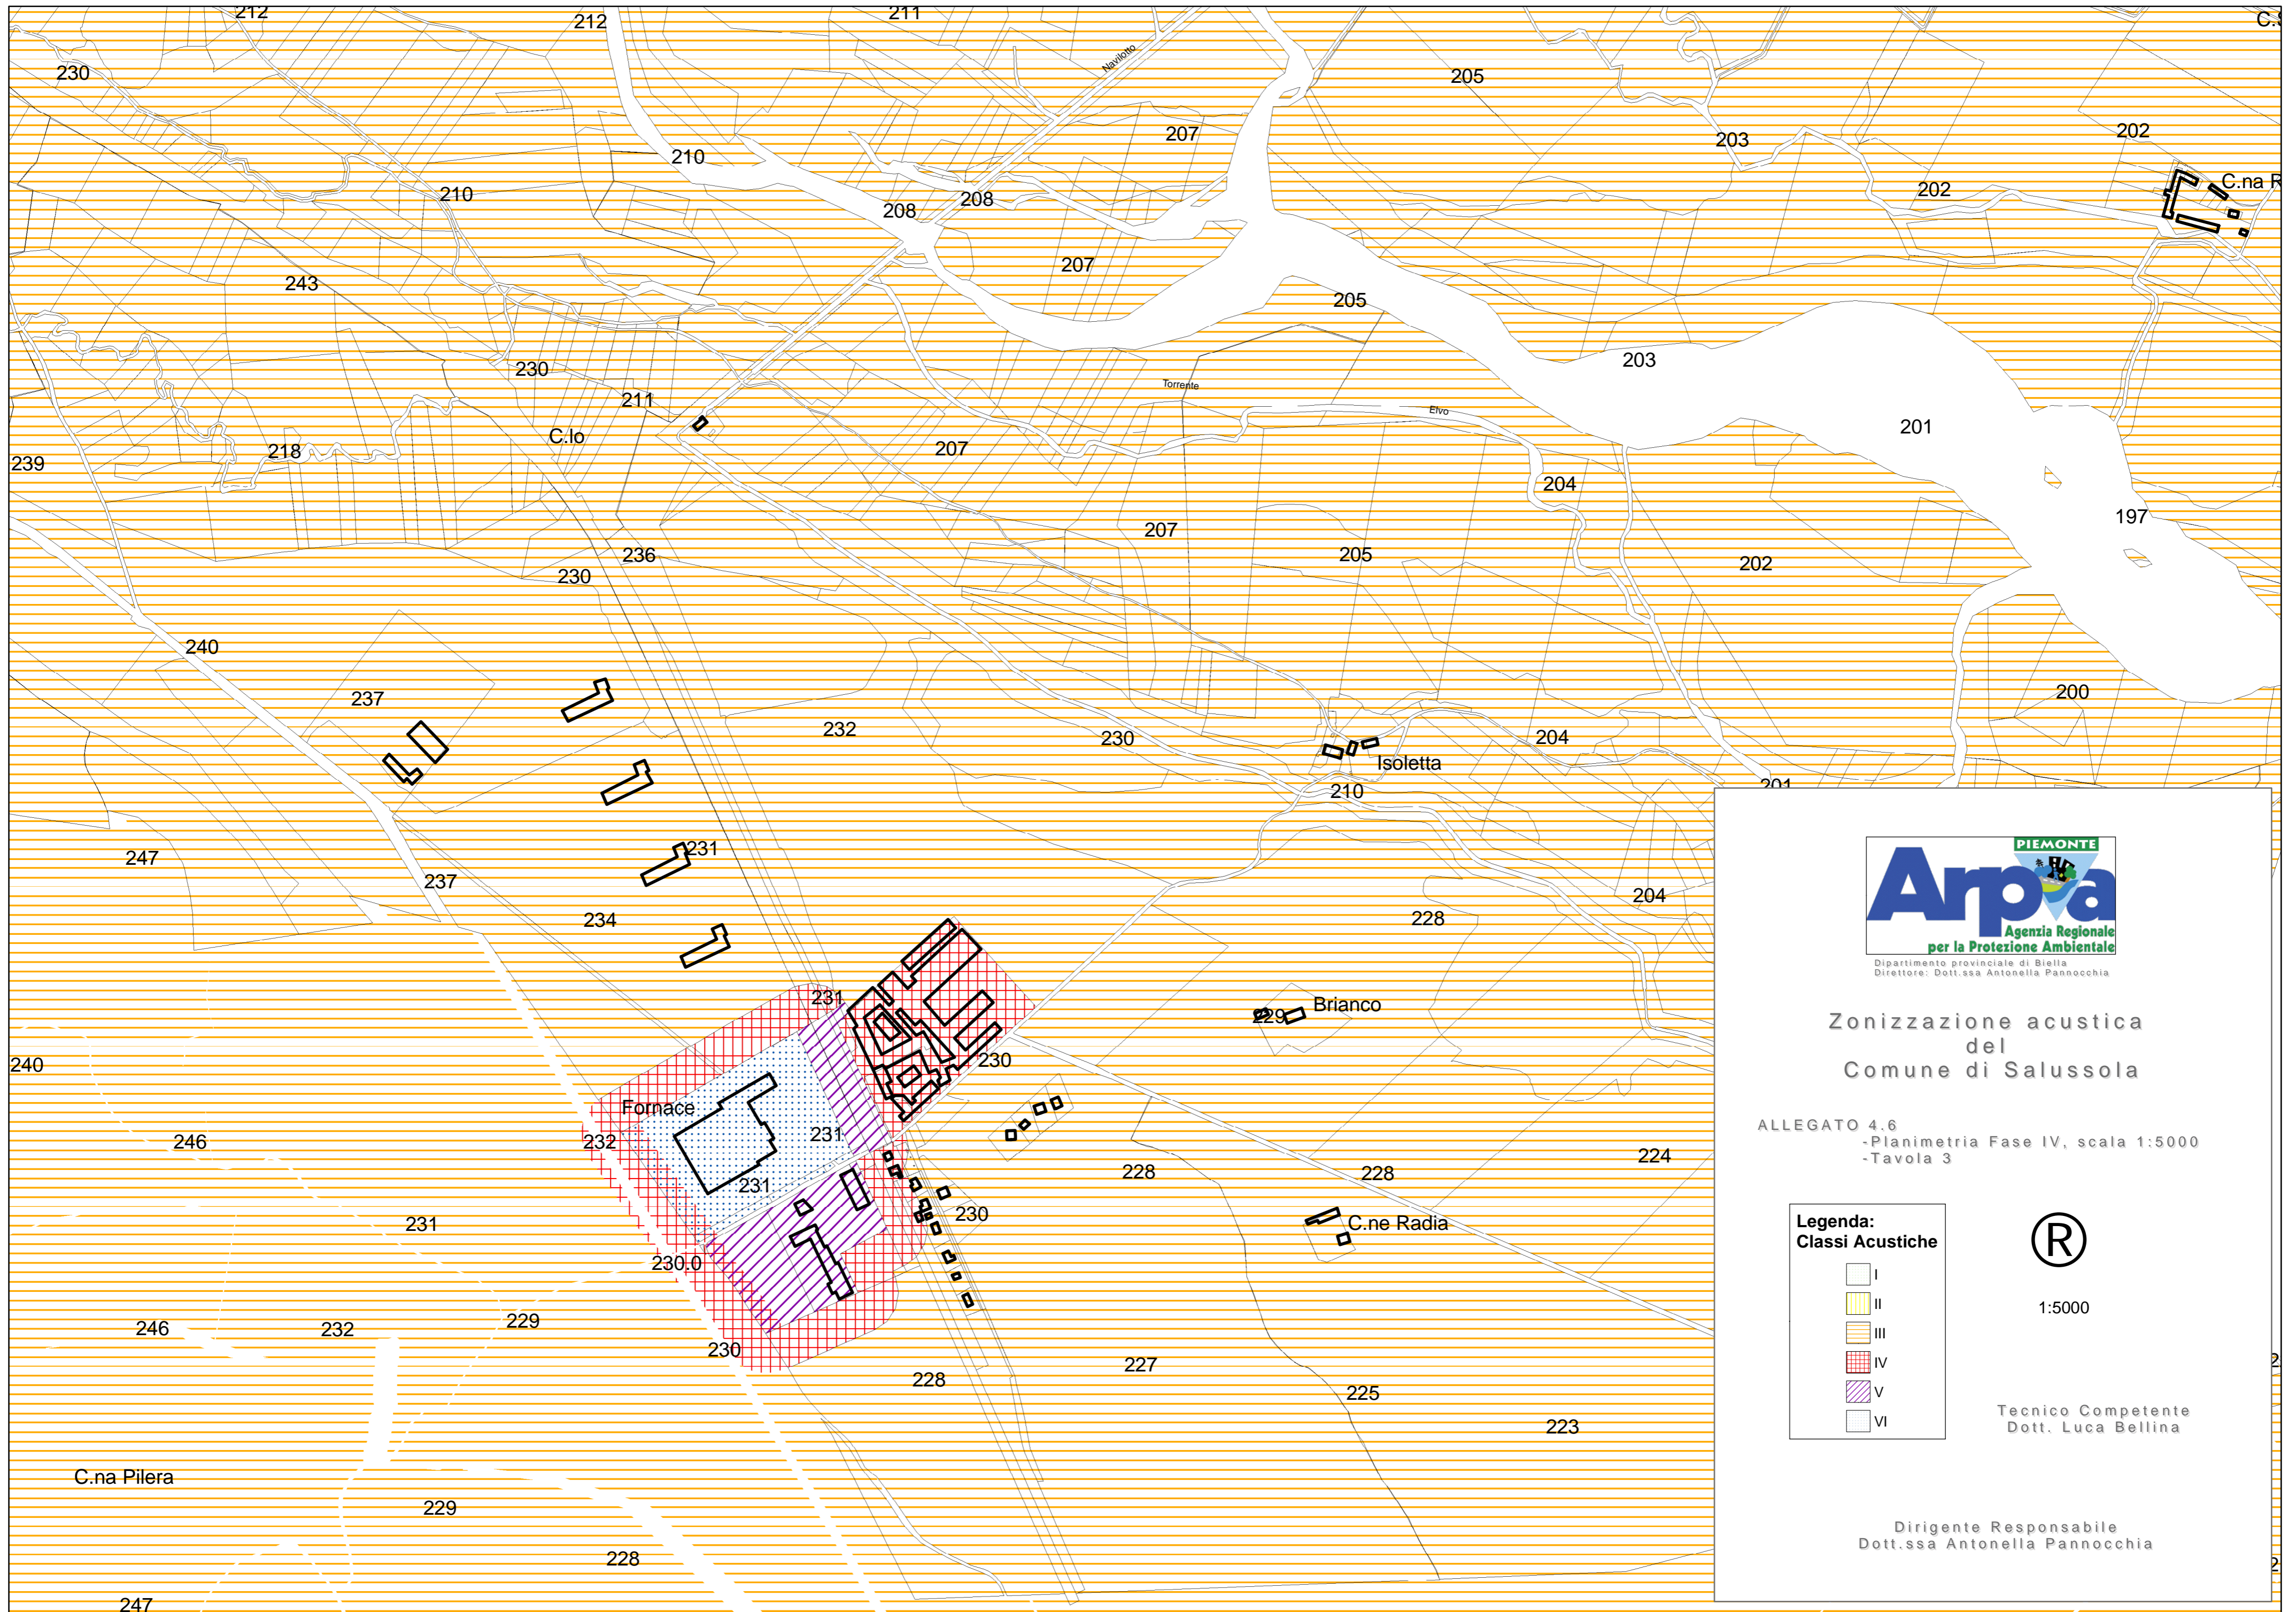 212
212
211
C.S
230
Navilotto
205
207
202
203
210
210
202
C.na R
208
208
207
243
205
203
230
Torrente
211
Elvo
201
C.lo
207
218
239
204
197
207
236
205
202
230
240
200
237
232
230
204
Isoletta
210
201
231
247
237
204
234
228
231
Brianco
229
230
240
Fornace
231
246
232
228
228
224
231
230
C.ne Radia
231
230.0
229
246
232
230
227
228
225
223
C.na Pilera
229
228
247
PIEMONTE
Arpa
Agenzia Regionale
per la Protezione Ambientale
Dipartimento provinciale di Biella
Direttore: Dott.ssa Antonella Pannocchia
Zonizzazione acustica
del
Comune di Salussola
ALLEGATO 4.6
-Planimetria Fase IV, scala 1:5000
-Tavola 3
Legenda:
Classi Acustiche
I
II
III
IV
V
VI
®
1:5000
Tecnico Competente
Dott. Luca Bellina
Dirigente Responsabile
Dott.ssa Antonella Pannocchia